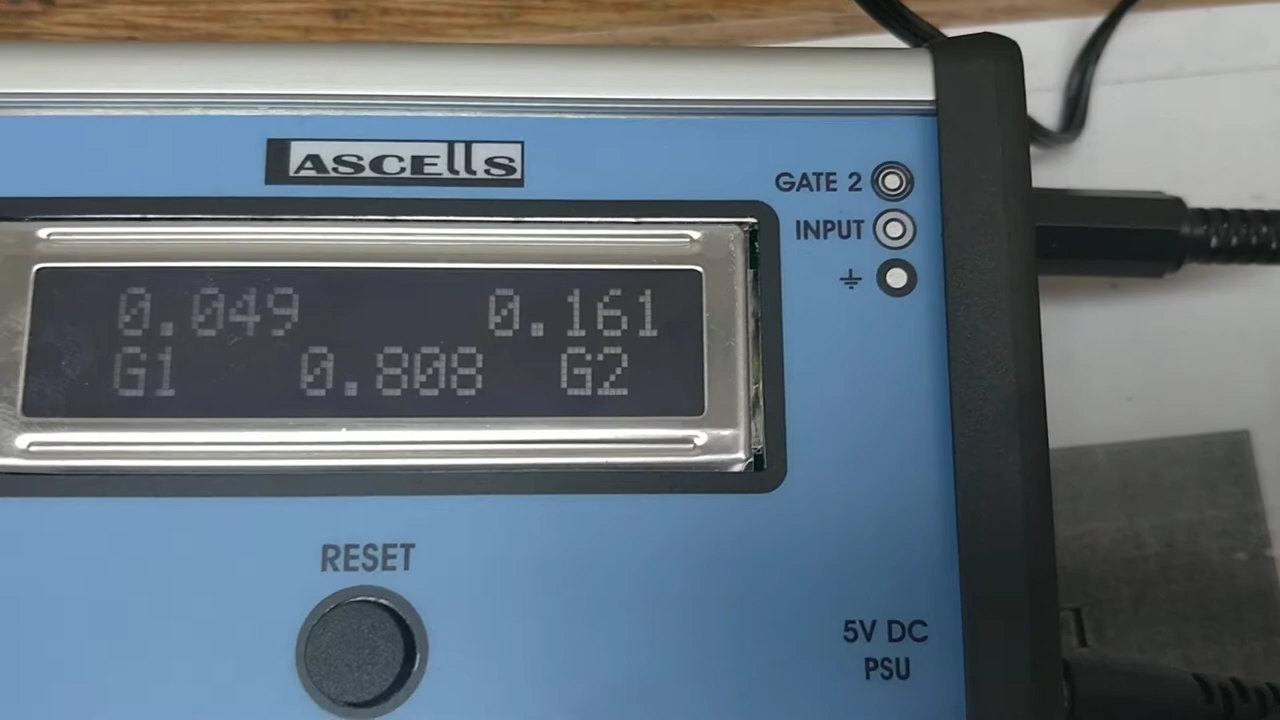 ASCEllS
GATE 2
INPUT
0.049 0.161
G1 0.808 G2
RESET
5V DC
PSU